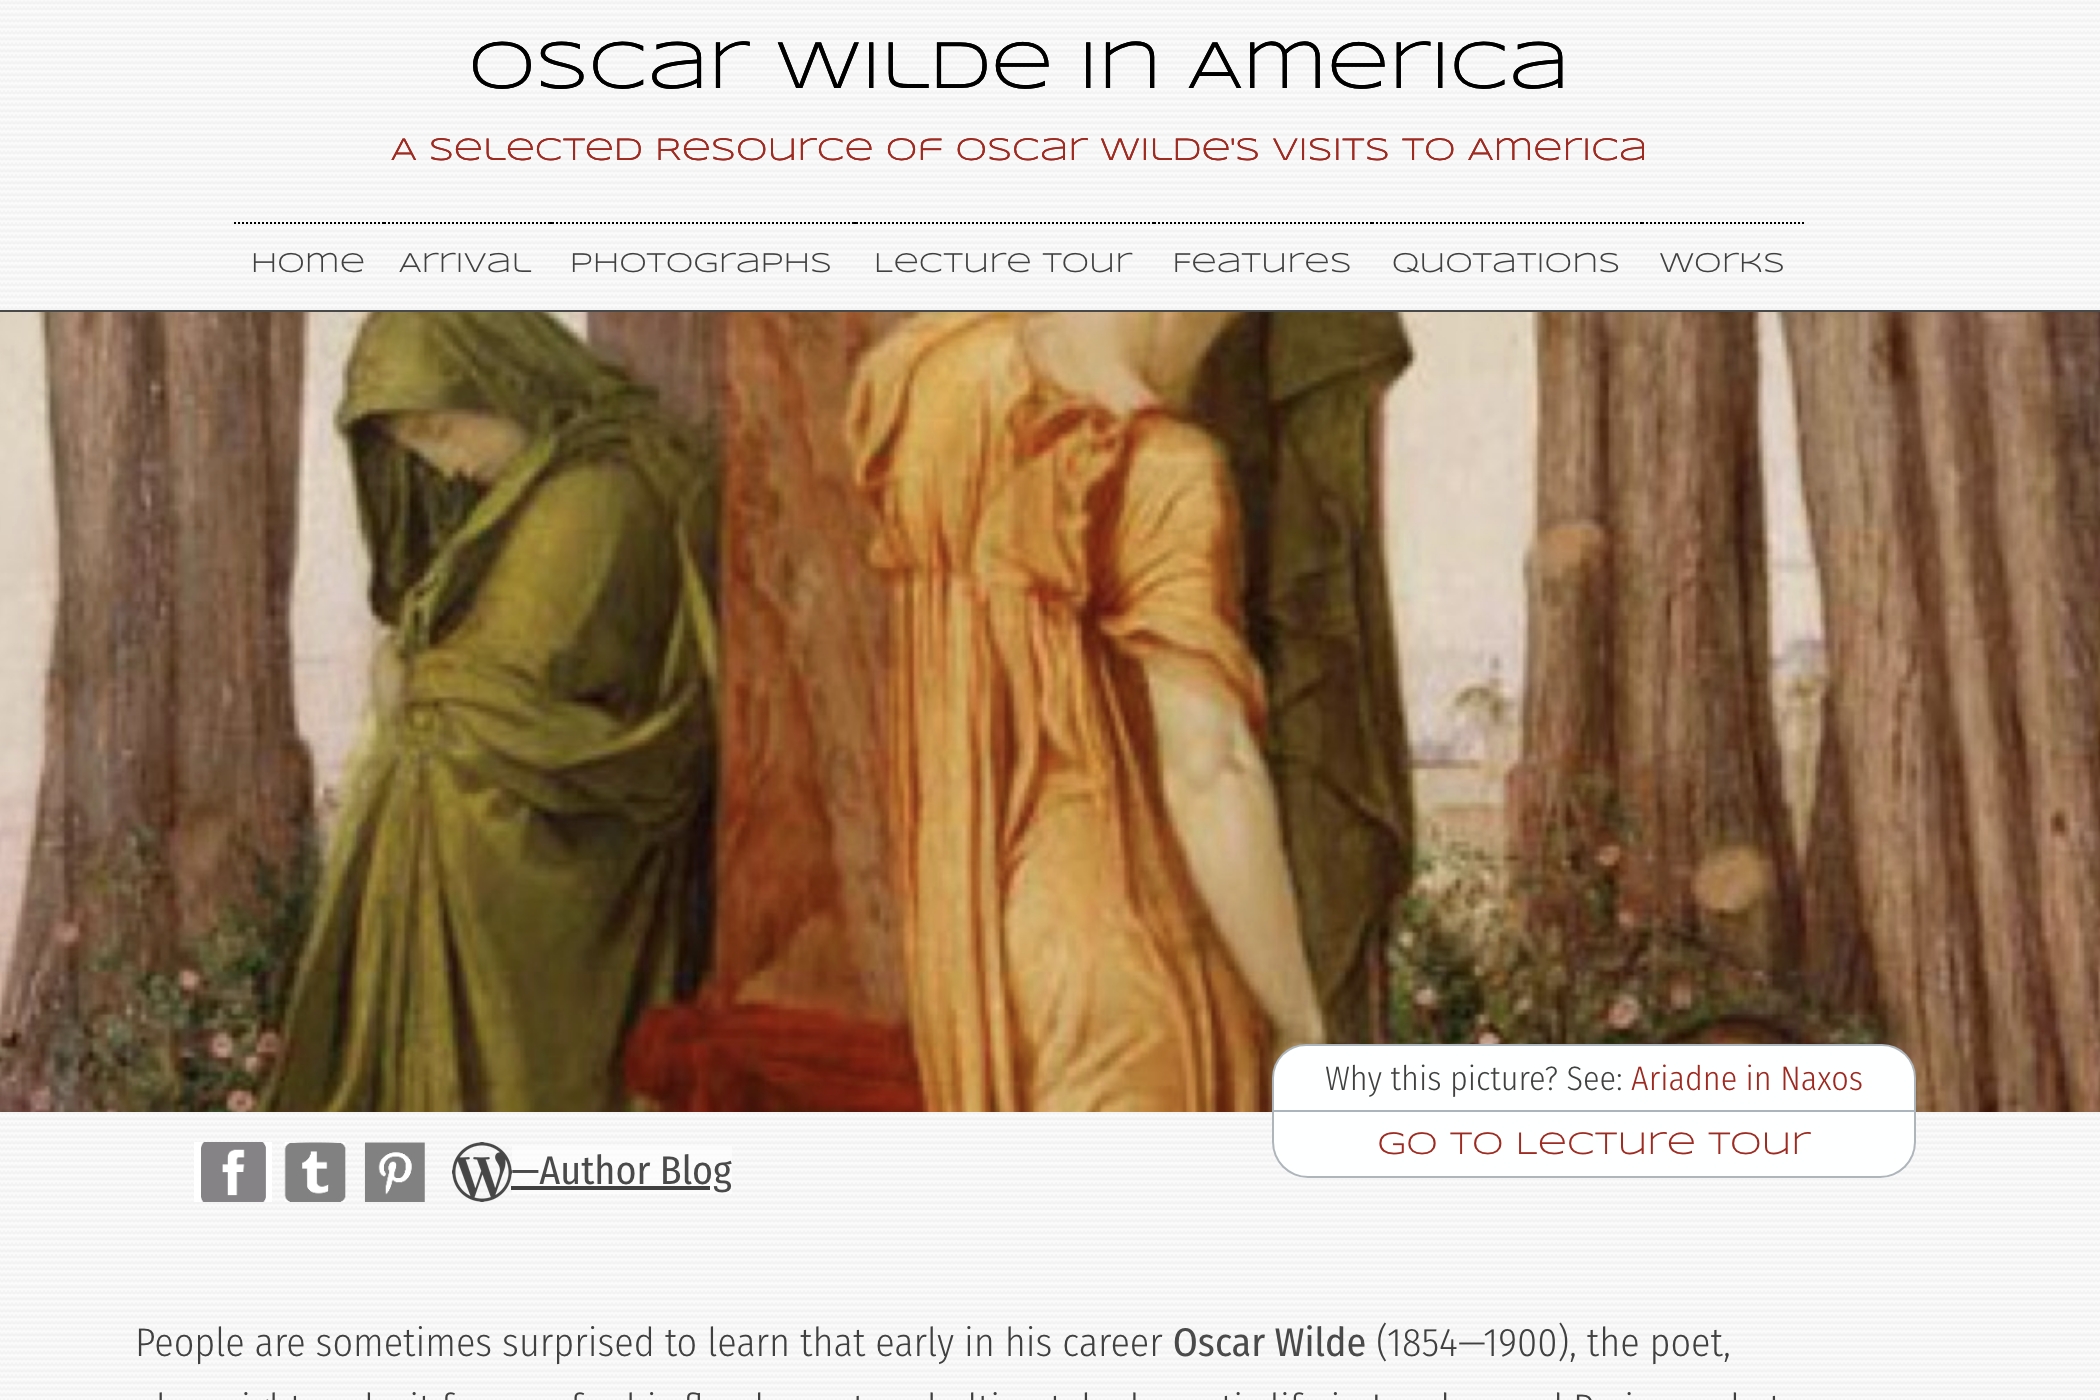 Oscar Wilde in America
A Selected Resource of Oscar Wilde's Visits to America
Home Arrival Photographs Lecture Tour Features Quotations Works
Why this picture? See: Ariadne in Naxos
Go to Lecture Tour
f t p W—Author Blog
People are sometimes surprised to learn that early in his career Oscar Wilde (1854—1900), the poet,